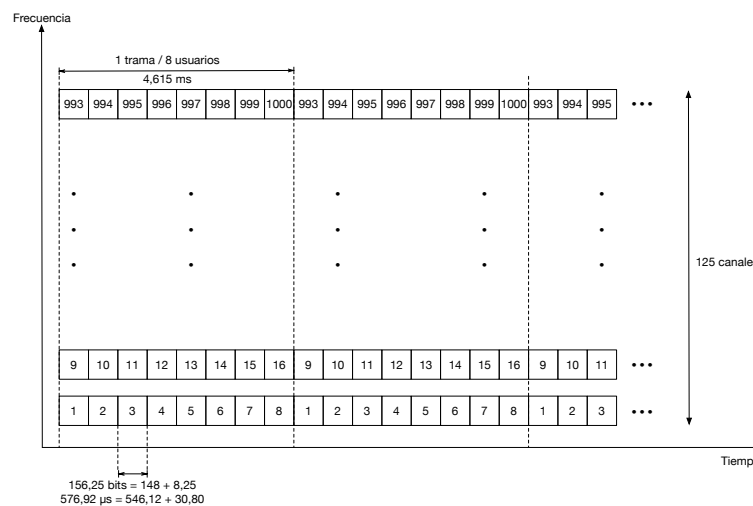 Frecuencia
1 trama / 8 usuarios
4,615 ms
993 994 995 996 997 998 999 1000 993 994 995 996 997 998 999 1000 993 994 995 •••
125 canale
9 10 11 12 13 14 15 16 9 10 11 12 13 14 15 16 9 10 11 •••
1 2 3 4 5 6 7 8 1 2 3 4 5 6 7 8 1 2 3 •••
Tiemp
156,25 bits = 148 + 8,25
576,92 µs = 546,12 + 30,80